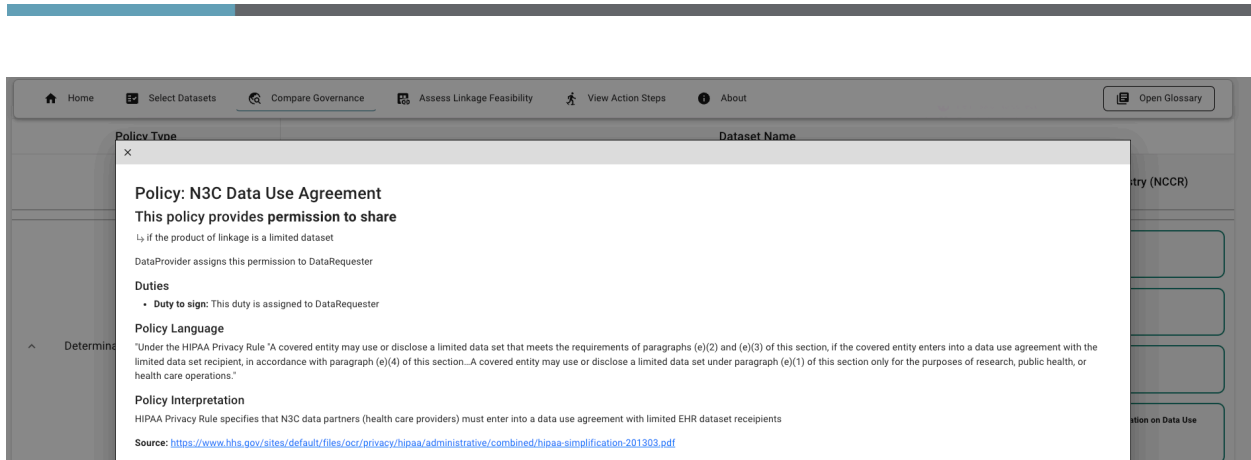 Home Select Datasets Compare Governance Assess Linkage Feasibility View Action Steps About Open Glossary
Policy Type Dataset Name
×
Policy: N3C Data Use Agreement
This policy provides permission to share
↳ if the product of linkage is a limited dataset
DataProvider assigns this permission to DataRequester
Duties
• Duty to sign: This duty is assigned to DataRequester
Policy Language
"Under the HIPAA Privacy Rule "A covered entity may use or disclose a limited data set that meets the requirements of paragraphs (e)(2) and (e)(3) of this section, if the covered entity enters into a data use agreement with the
limited data set recipient, in accordance with paragraph (e)(4) of this section…A covered entity may use or disclose a limited data set under paragraph (e)(1) of this section only for the purposes of research, public health, or
health care operations."
Policy Interpretation
HIPAA Privacy Rule specifies that N3C data partners (health care providers) must enter into a data use agreement with limited EHR dataset receipients
Source: https://www.hhs.gov/sites/default/files/ocr/privacy/hipaa/administrative/combined/hipaa-simplification-201303.pdf
(NCCR)
Determina
on Data Use